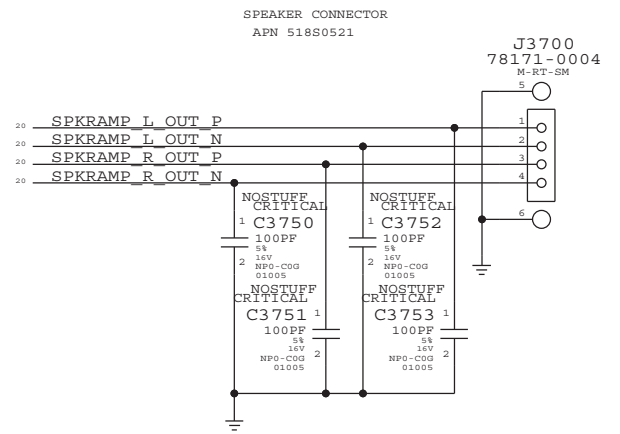 SPEAKER CONNECTOR
APN 518S0521
J3700
78171-0004
M-RT-SM
5
20 SPKRAMP_L_OUT_P 1
20 SPKRAMP_L_OUT_N 2
20 SPKRAMP_R_OUT_P 3
20 SPKRAMP_R_OUT_N 4
6
NOSTUFF
CRITICAL
1 C3750
100PF
5%
16V
2 NP0-C0G
01005
NOSTUFF
CRITICAL
1 C3752
100PF
5%
16V
2 NP0-C0G
01005
NOSTUFF
CRITICAL
C3751 1
100PF
5%
16V
NP0-C0G 2
01005
NOSTUFF
CRITICAL
C3753 1
100PF
5%
16V
NP0-C0G 2
01005